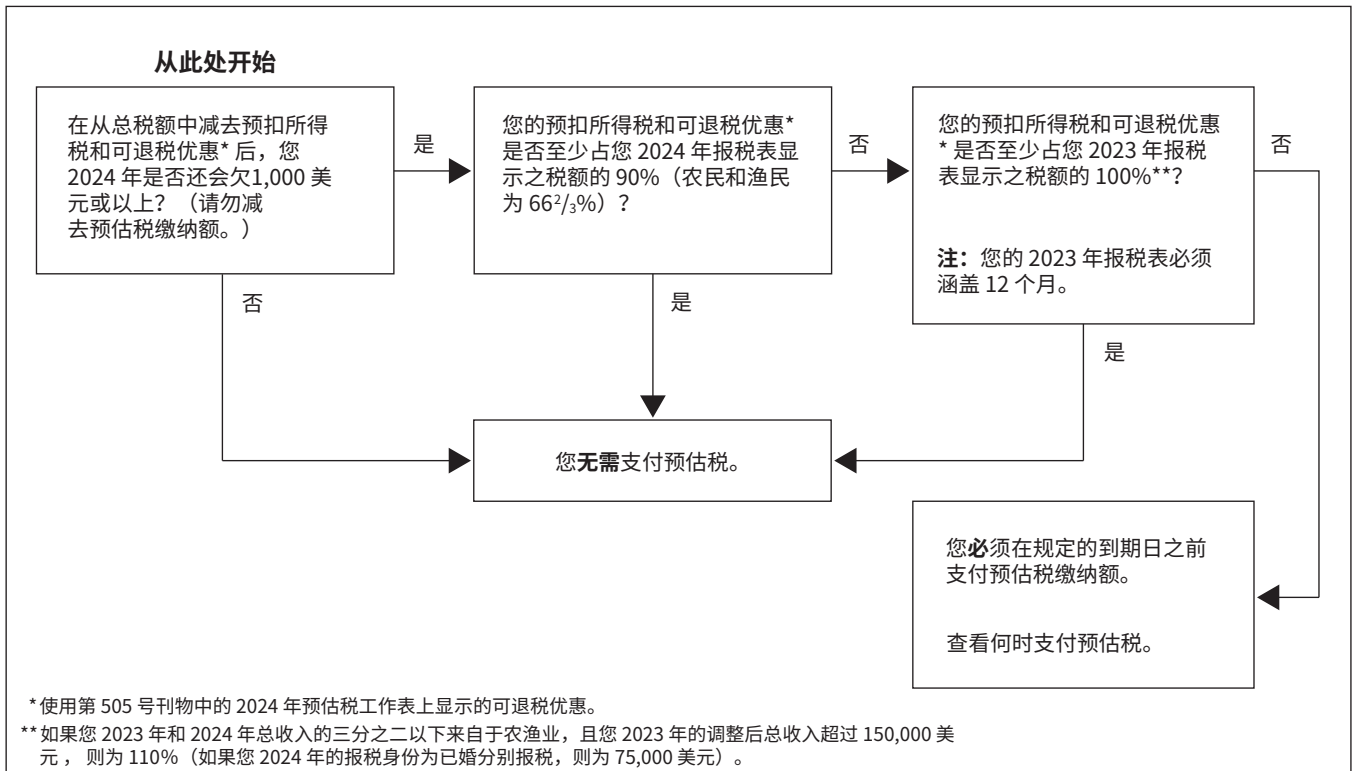 从此处开始
在从总税额中减去预扣所得
税和可退税优惠* 后，您
2024 年是否还会欠1,000 美
元或以上？（请勿减
去预估税缴纳额。）
是
您的预扣所得税和可退税优惠*
是否至少占您 2024 年报税表显
示之税额的 90%（农民和渔民
为 66²/₃%）？
否
您的预扣所得税和可退税优惠
* 是否至少占您 2023 年报税
表显示之税额的 100%**？
注：您的 2023 年报税表必须
涵盖 12 个月。
否
否
是
是
您无需支付预估税。
您必须在规定的到期日之前
支付预估税缴纳额。
查看何时支付预估税。
*使用第 505 号刊物中的 2024 年预估税工作表上显示的可退税优惠。
**如果您 2023 年和 2024 年总收入的三分之二以下来自于农渔业，且您 2023 年的调整后总收入超过 150,000 美
元 ， 则为 110%（如果您 2024 年的报税身份为已婚分别报税，则为 75,000 美元）。